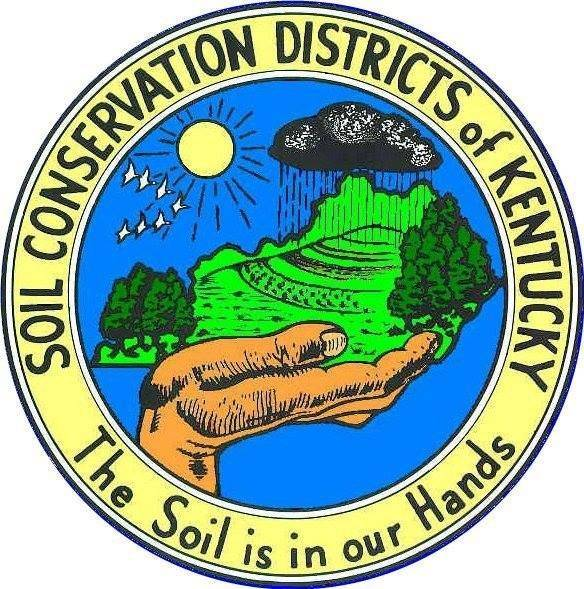 SOIL CONSERVATION DISTRICTS of KENTUCKY
The Soil is in our Hands